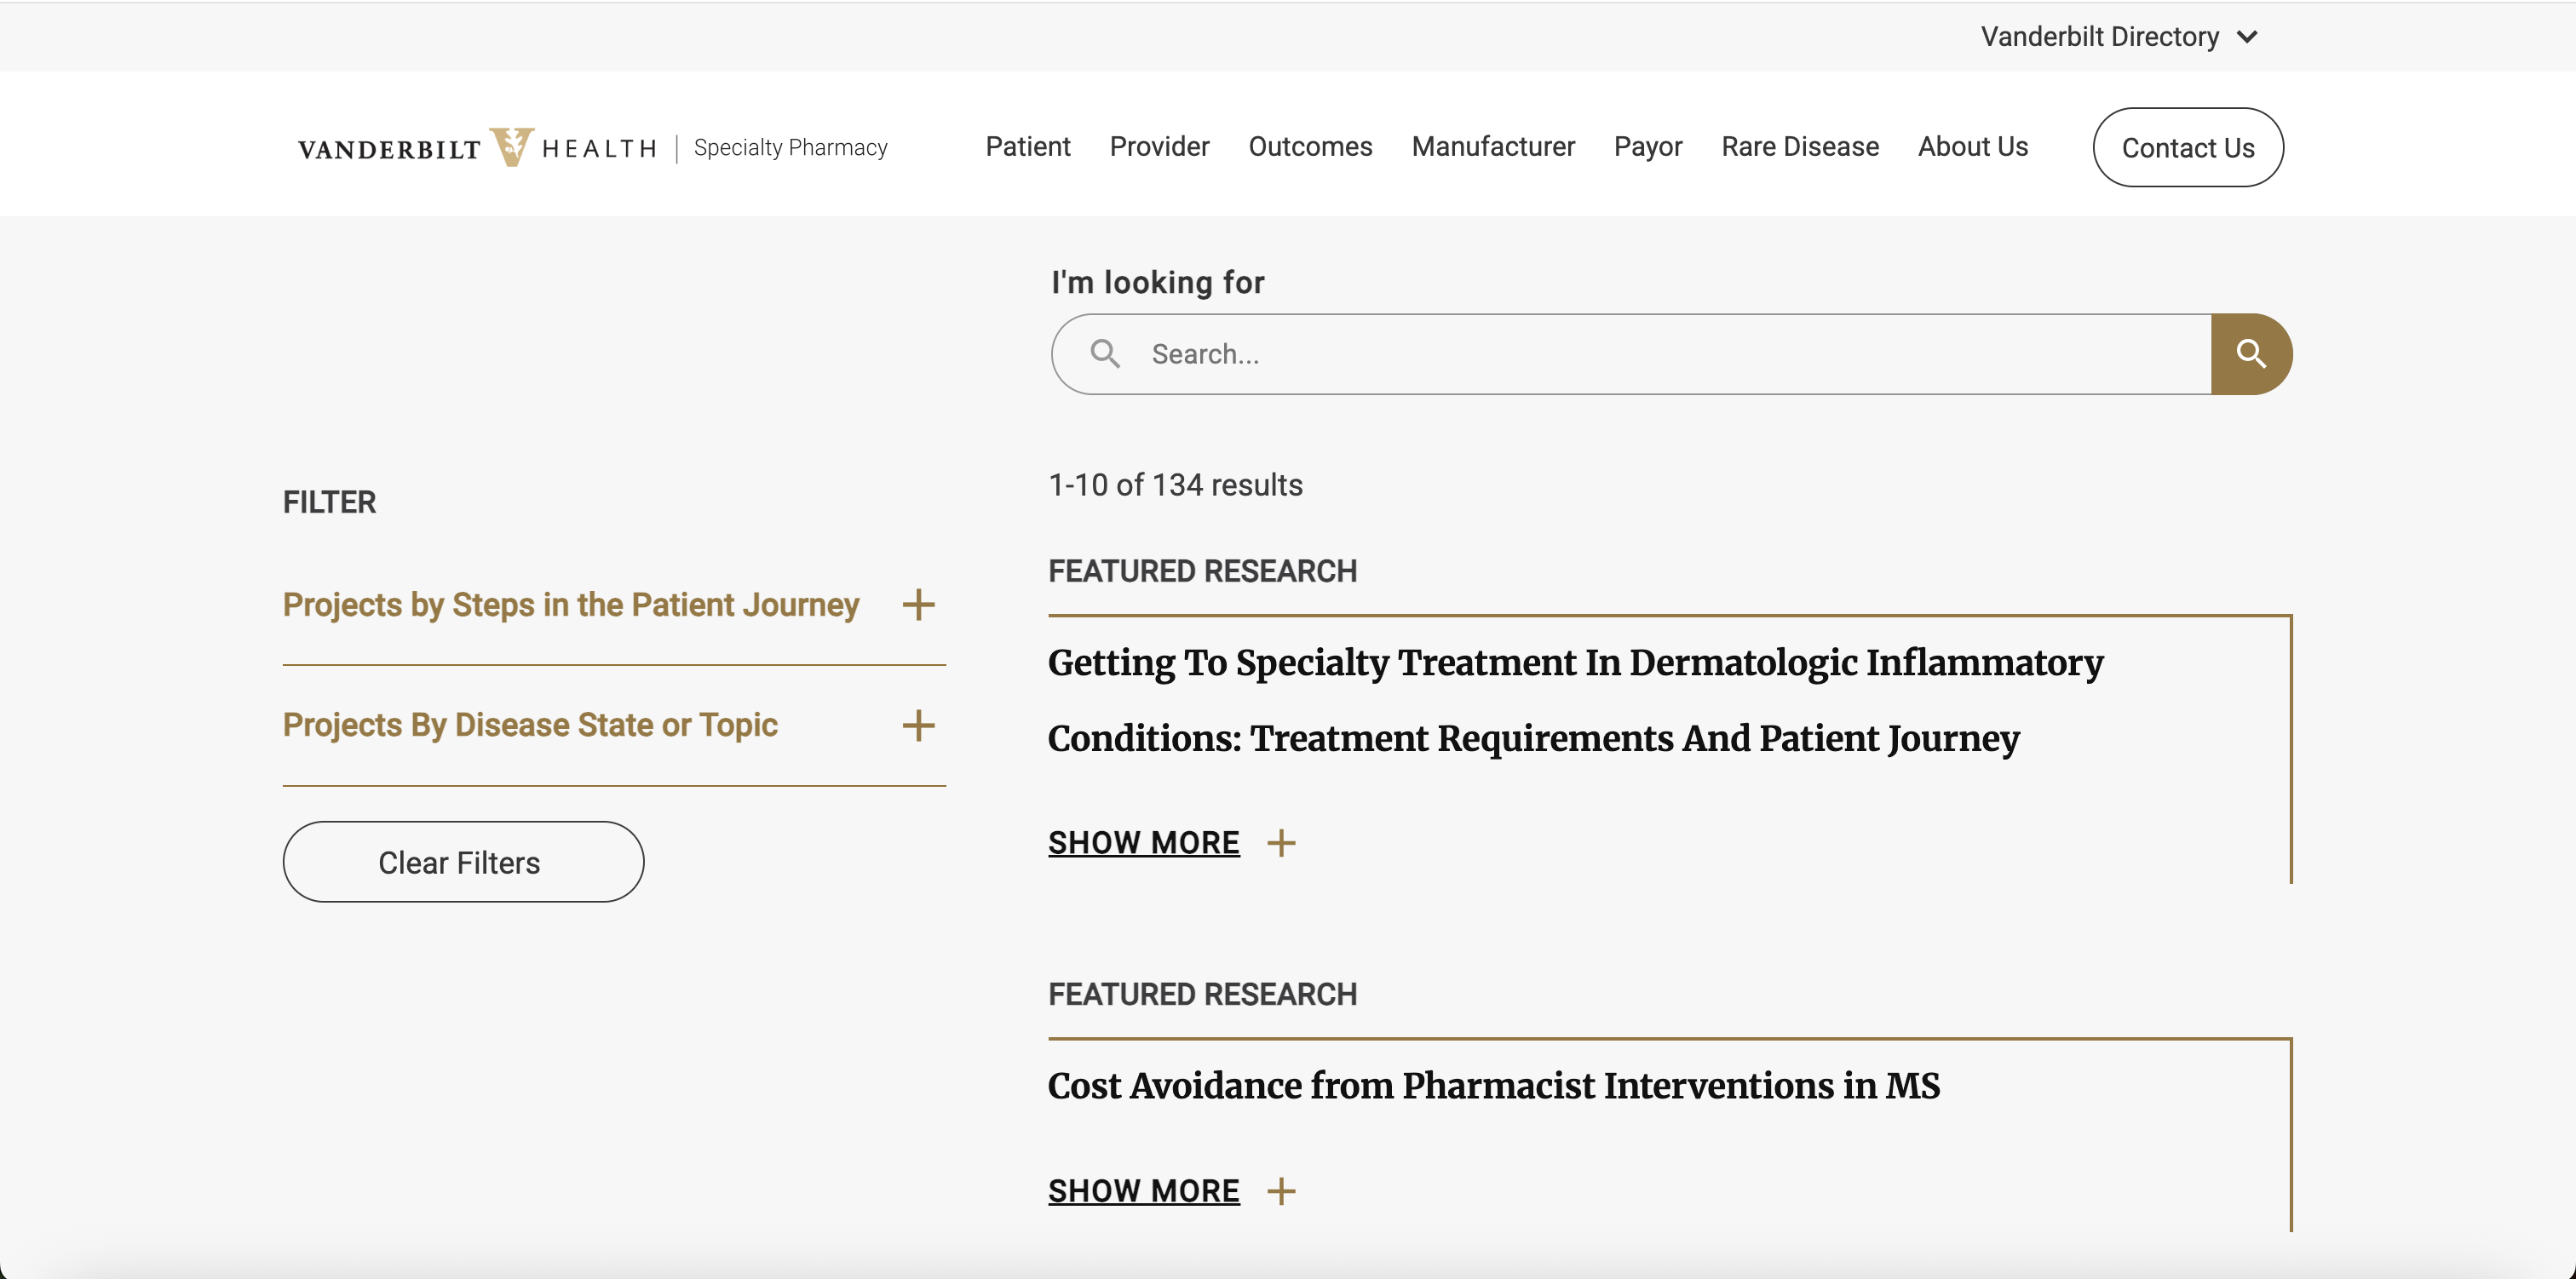 Vanderbilt Directory
VANDERBILT V HEALTH | Specialty Pharmacy
Patient Provider Outcomes Manufacturer Payor Rare Disease About Us Contact Us
I'm looking for
Search...
1-10 of 134 results
FILTER
Projects by Steps in the Patient Journey
Projects By Disease State or Topic
Clear Filters
FEATURED RESEARCH
Getting To Specialty Treatment In Dermatologic Inflammatory
Conditions: Treatment Requirements And Patient Journey
SHOW MORE
FEATURED RESEARCH
Cost Avoidance from Pharmacist Interventions in MS
SHOW MORE